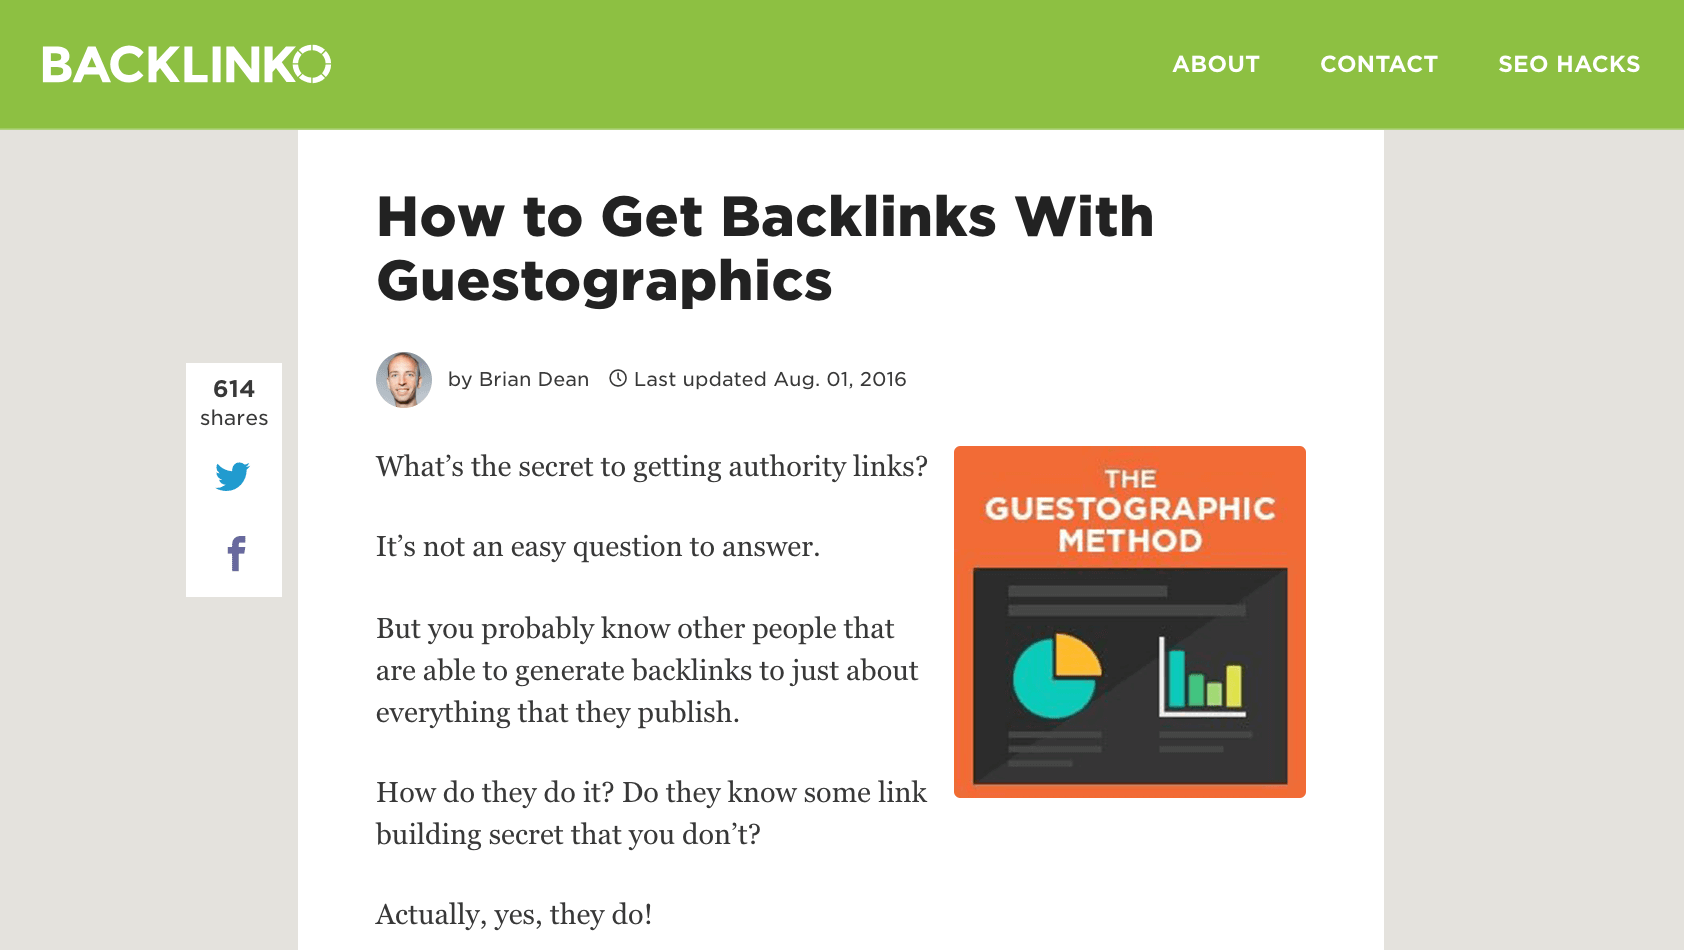 BACKLINKO
ABOUT
CONTACT
SEO HACKS
How to Get Backlinks With
Guestographics
by Brian Dean
Last updated Aug. 01, 2016
614
shares
What’s the secret to getting authority links?
It’s not an easy question to answer.
But you probably know other people that
are able to generate backlinks to just about
everything that they publish.
How do they do it? Do they know some link
building secret that you don’t?
Actually, yes, they do!
THE
GUESTOGRAPHIC
METHOD